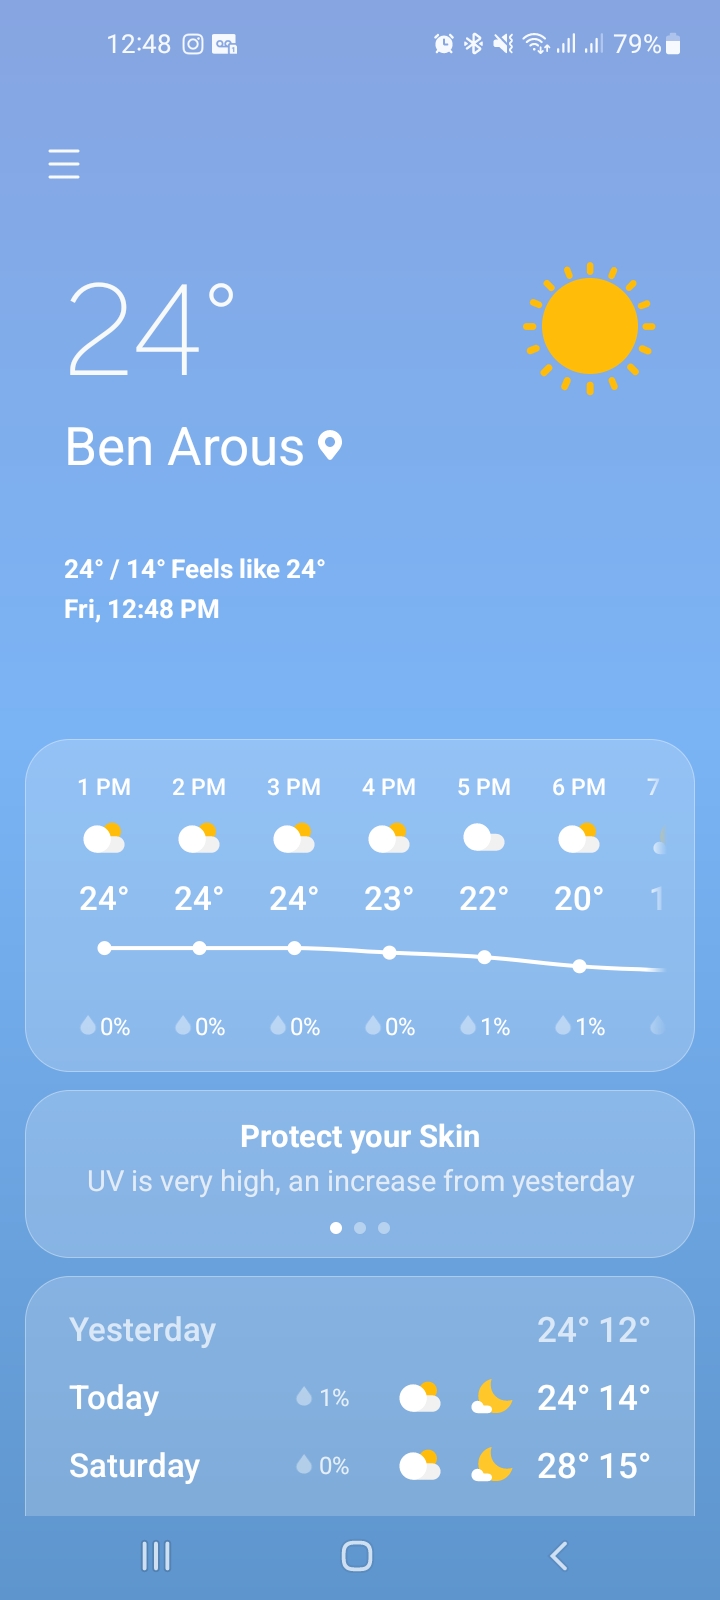 12:48 79%
24°
Ben Arous
24° / 14° Feels like 24°
Fri, 12:48 PM
1 PM 2 PM 3 PM 4 PM 5 PM 6 PM 7
24° 24° 24° 23° 22° 20° 1
0% 0% 0% 0% 1% 1%
Protect your Skin
UV is very high, an increase from yesterday
Yesterday 24° 12°
Today 1% 24° 14°
Saturday 0% 28° 15°